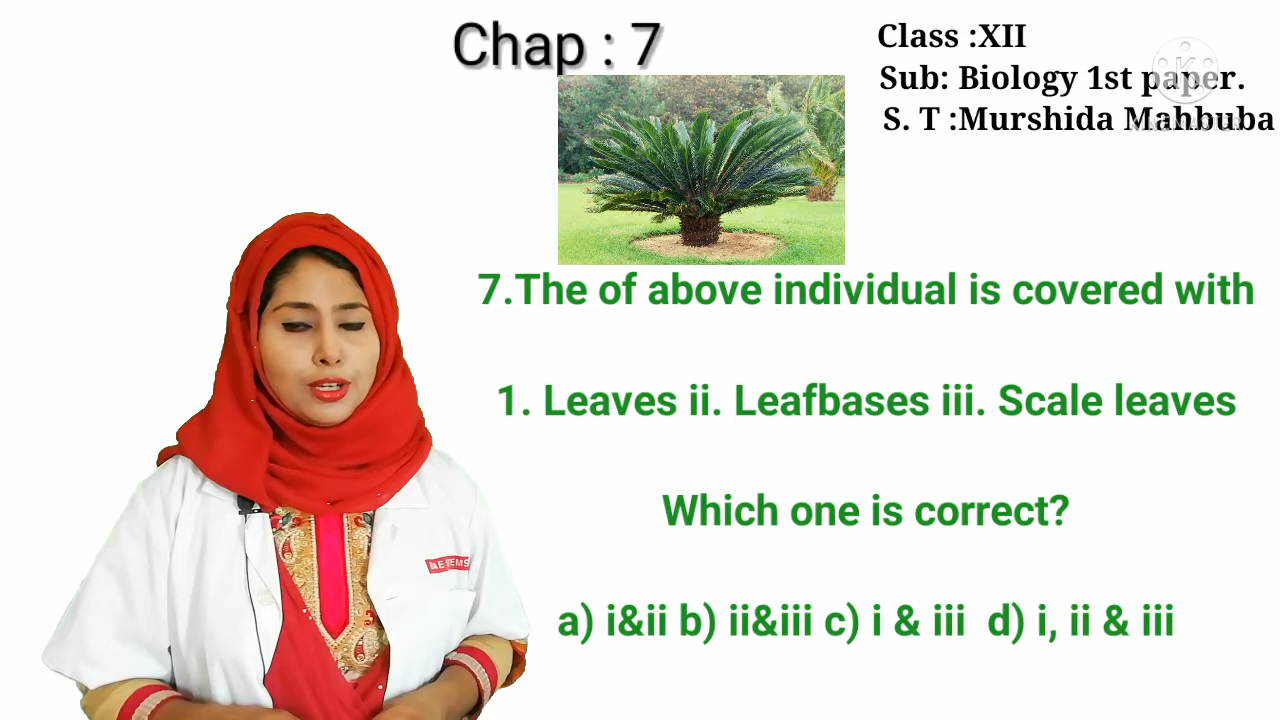 Chap : 7
Class :XII
Sub: Biology 1st paper.
S. T :Murshida Mahbuba
7.The of above individual is covered with
1. Leaves ii. Leafbases iii. Scale leaves
Which one is correct?
a) i&ii b) ii&iii c) i & iii d) i, ii & iii